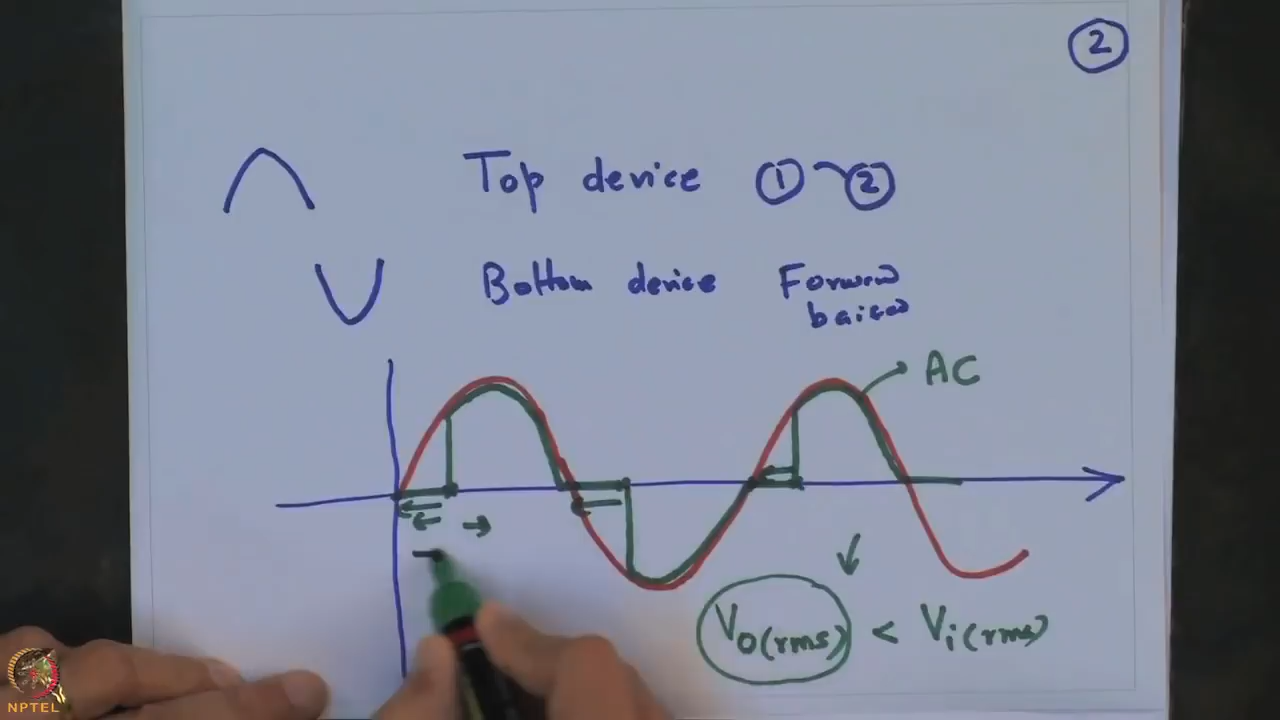 2
Top device 1 2
Bottom device Forward
baised
AC
Vo(rms) < Vi(rms)
NPTEL